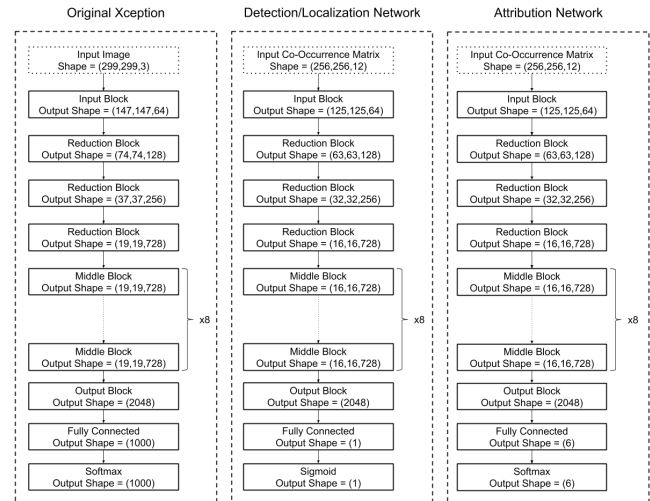 Original Xception
Input Image
Shape = (299,299,3)
Input Block
Output Shape = (147,147,64)
Reduction Block
Output Shape = (74,74,128)
Reduction Block
Output Shape = (37,37,256)
Reduction Block
Output Shape = (19,19,728)
Middle Block
Output Shape = (19,19,728)
x8
Middle Block
Output Shape = (19,19,728)
Output Block
Output Shape = (2048)
Fully Connected
Output Shape = (1000)
Softmax
Output Shape = (1000)
Detection/Localization Network
Input Co-Occurrence Matrix
Shape = (256,256,12)
Input Block
Output Shape = (125,125,64)
Reduction Block
Output Shape = (63,63,128)
Reduction Block
Output Shape = (32,32,256)
Reduction Block
Output Shape = (16,16,728)
Middle Block
Output Shape = (16,16,728)
x8
Middle Block
Output Shape = (16,16,728)
Output Block
Output Shape = (2048)
Fully Connected
Output Shape = (1)
Sigmoid
Output Shape = (1)
Attribution Network
Input Co-Occurrence Matrix
Shape = (256,256,12)
Input Block
Output Shape = (125,125,64)
Reduction Block
Output Shape = (63,63,128)
Reduction Block
Output Shape = (32,32,256)
Reduction Block
Output Shape = (16,16,728)
Middle Block
Output Shape = (16,16,728)
x8
Middle Block
Output Shape = (16,16,728)
Output Block
Output Shape = (2048)
Fully Connected
Output Shape = (6)
Softmax
Output Shape = (6)